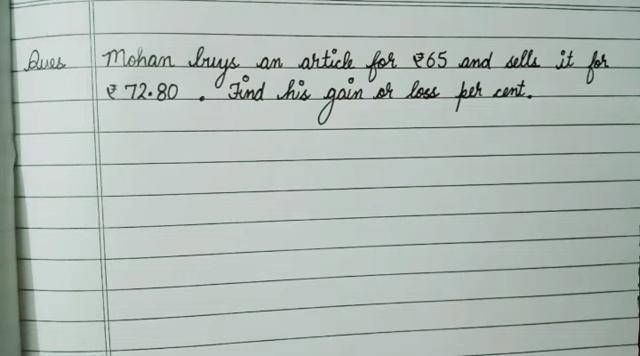 Ques Mohan buys an article for ₹65 and sells it for
₹ 72.80 . Find his gain or loss per cent.